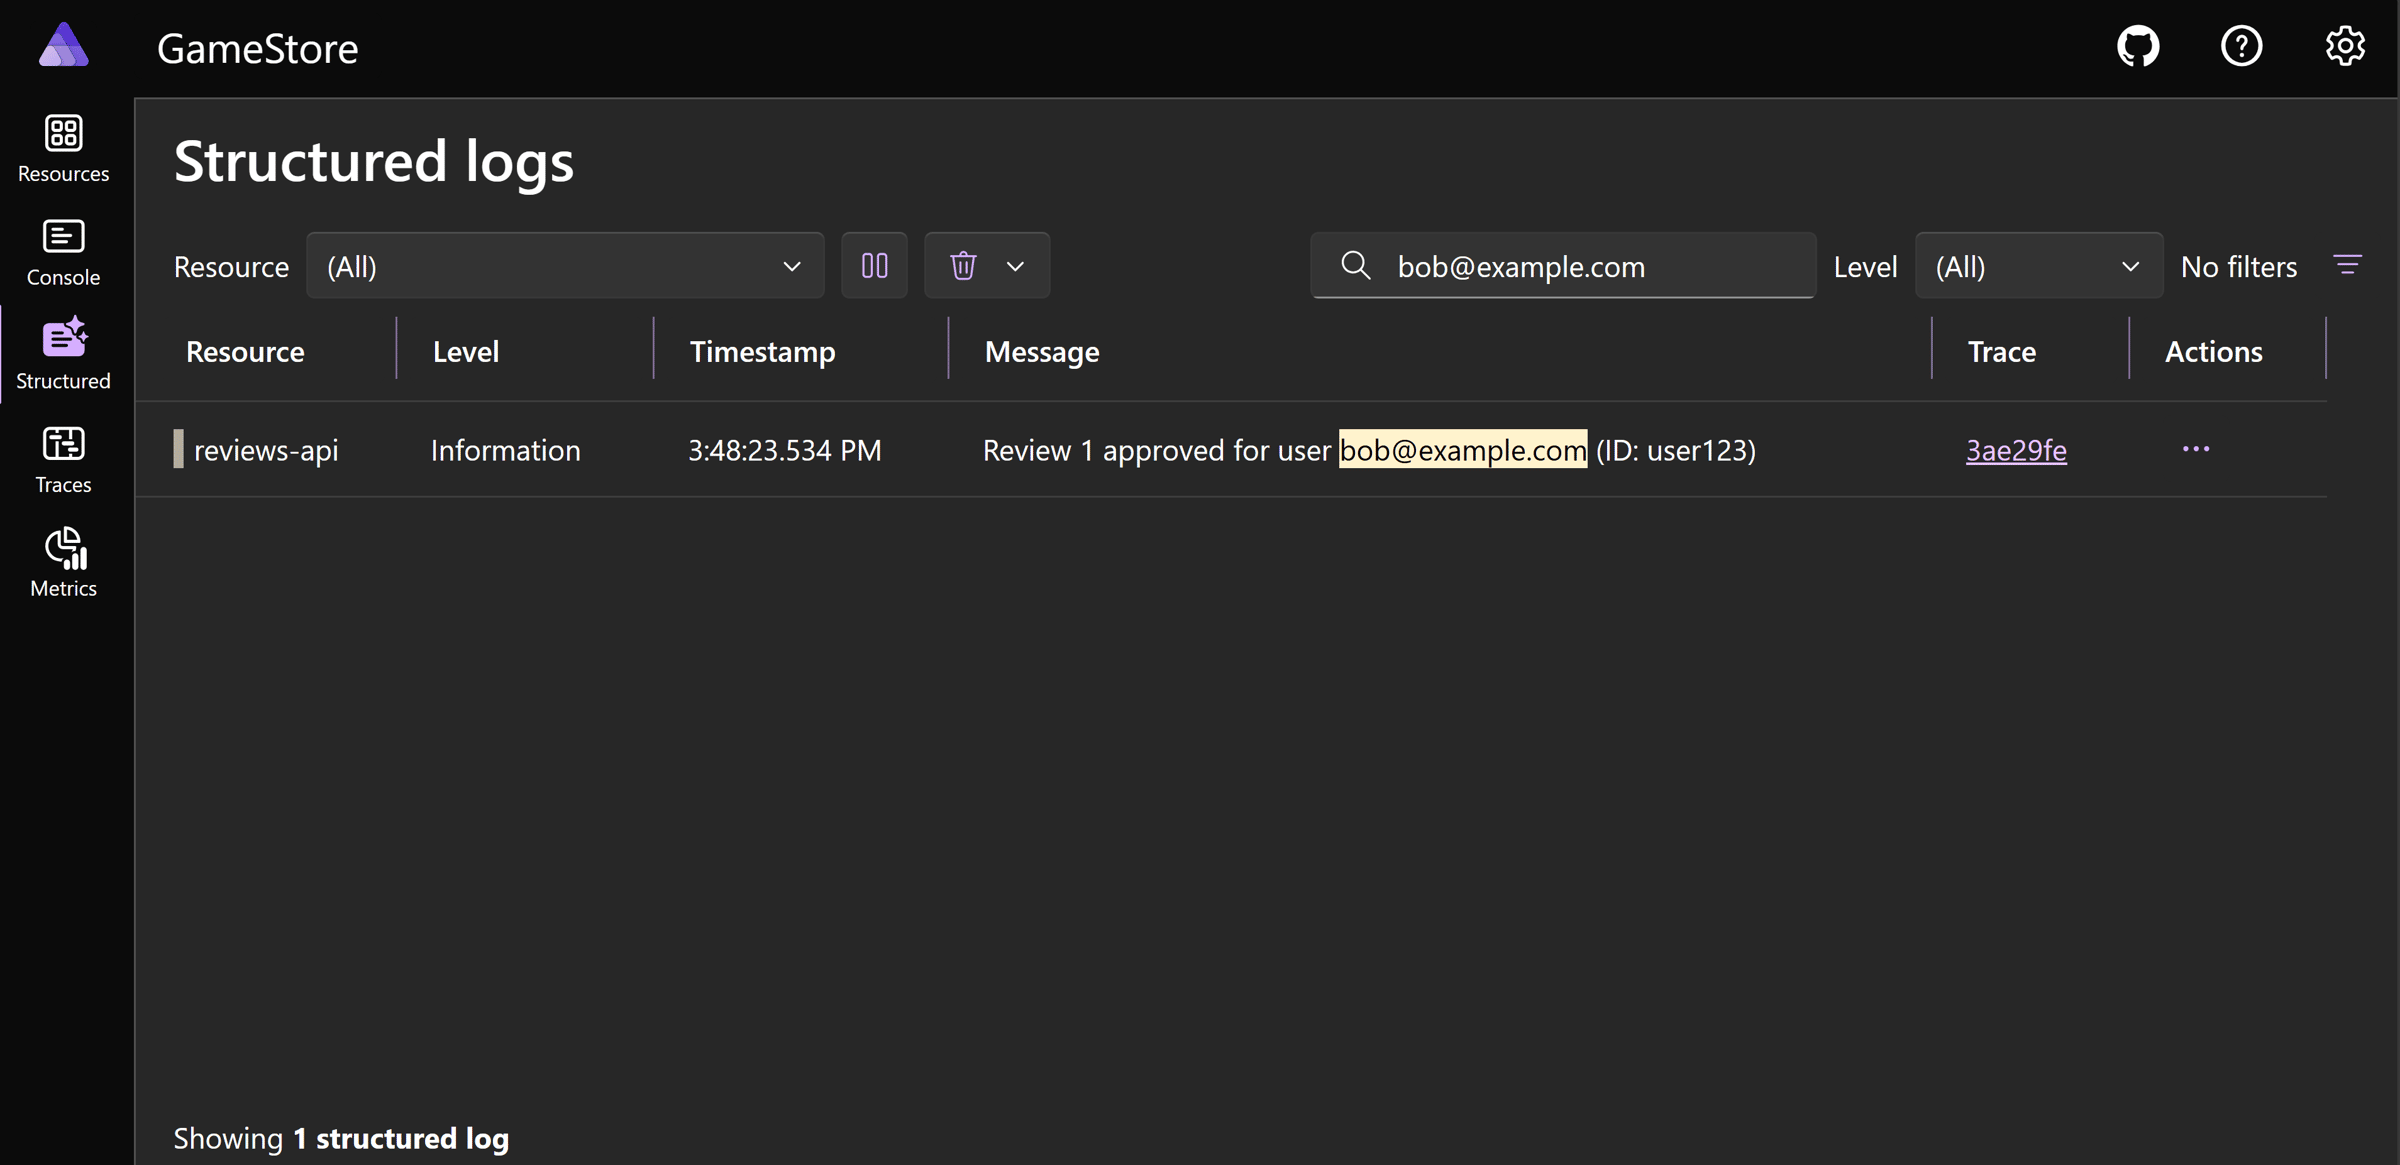 GameStore
Resources
Console
Structured
Traces
Metrics
Structured logs
Resource (All) bob@example.com Level (All) No filters
Resource Level Timestamp Message Trace Actions
reviews-api Information 3:48:23.534 PM Review 1 approved for user bob@example.com (ID: user123) 3ae29fe ...
Showing 1 structured log